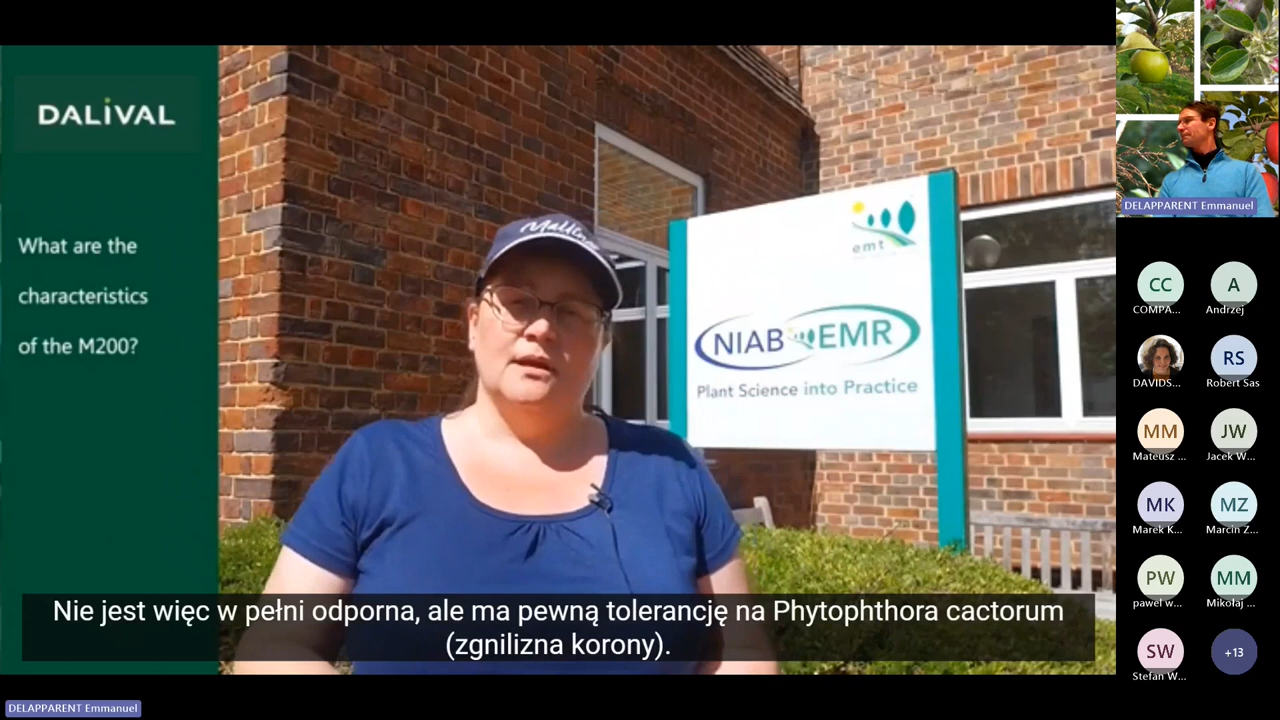 DALiVAL
What are the
characteristics
of the M200?
emt
NIAB EMR
Plant Science into Practice
Nie jest więc w pełni odporna, ale ma pewną tolerancję na Phytophthora cactorum
(zgnilizna korony).
DELAPPARENT Emmanuel
DELAPPARENT Emmanuel
CC
COMPA...
A
Andrzej
DAVIDS...
RS
Robert Sas
MM
Mateusz ...
JW
Jacek W...
MK
Marek K...
MZ
Marcin Z...
PW
pawel w...
MM
Mikołaj ...
SW
Stefan W...
+13